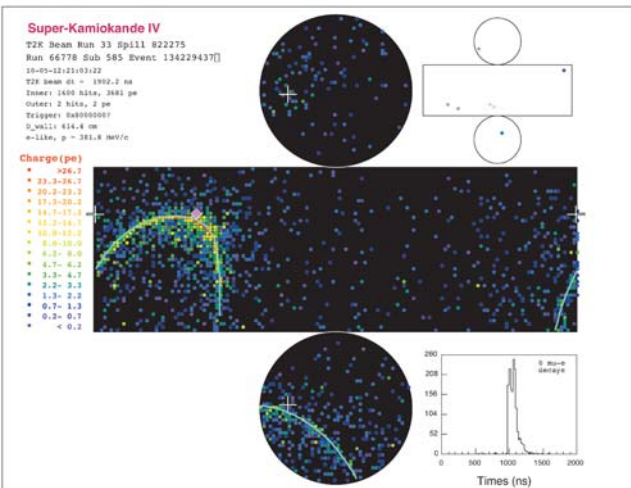 Super-Kamiokande IV
T2K Beam Run 33 Spill 822275
Run 66778 Sub 585 Event 134229437
10-05-12:21:03:22
T2K beam dt = 1902.2 ns
Inner: 1600 hits, 3681 pe
Outer: 2 hits, 2 pe
Trigger: 0x80000007
D_wall: 614.4 cm
e-like, p = 381.8 MeV/c
Charge(pe)
>26.7
23.3-26.7
20.2-23.3
17.3-20.2
14.7-17.3
12.2-14.7
10.0-12.2
8.0-10.0
6.2- 8.0
4.7- 6.2
3.3- 4.7
2.2- 3.3
1.3- 2.2
0.7- 1.3
0.2- 0.7
< 0.2
0 mu-e
decays
260
208
156
104
52
0
0 500 1000 1500 2000
Times (ns)